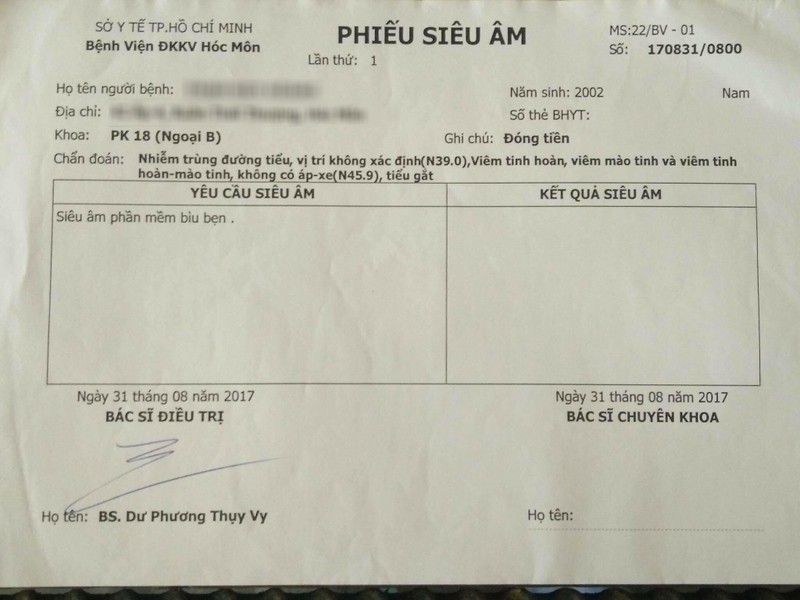 SỞ Y TẾ TP.HỒ CHÍ MINH
Bệnh Viện ĐKKV Hóc Môn
PHIẾU SIÊU ÂM
Lần thứ: 1
MS:22/BV - 01
Số: 170831/0800
Họ tên người bệnh:
Năm sinh: 2002 Nam
Địa chỉ:
Số thẻ BHYT:
Khoa: PK 18 (Ngoại B)
Ghi chú: Đóng tiền
Chẩn đoán: Nhiễm trùng đường tiểu, vị trí không xác định(N39.0),Viêm tinh hoàn, viêm mào tinh và viêm tinh
hoàn-mào tinh, không có áp-xe(N45.9), tiểu gắt
YÊU CẦU SIÊU ÂM
KẾT QUẢ SIÊU ÂM
Siêu âm phần mềm bìu bẹn .
Ngày 31 tháng 08 năm 2017
BÁC SĨ ĐIỀU TRỊ
Ngày 31 tháng 08 năm 2017
BÁC SĨ CHUYÊN KHOA
Họ tên: BS. Dư Phương Thụy Vy
Họ tên: